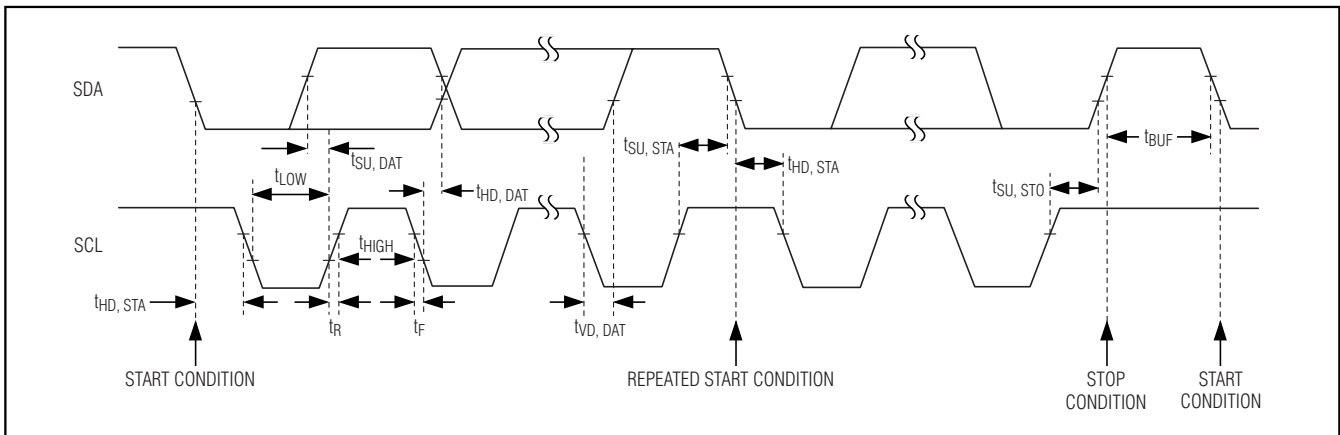 SDA
tSU, DAT
tLOW
tHD, DAT
tSU, STA
tHD, STA
tBUF
tSU, STO
SCL
tHIGH
tHD, STA
tR
tF
tVD, DAT
START CONDITION
REPEATED START CONDITION
STOP
CONDITION
START
CONDITION